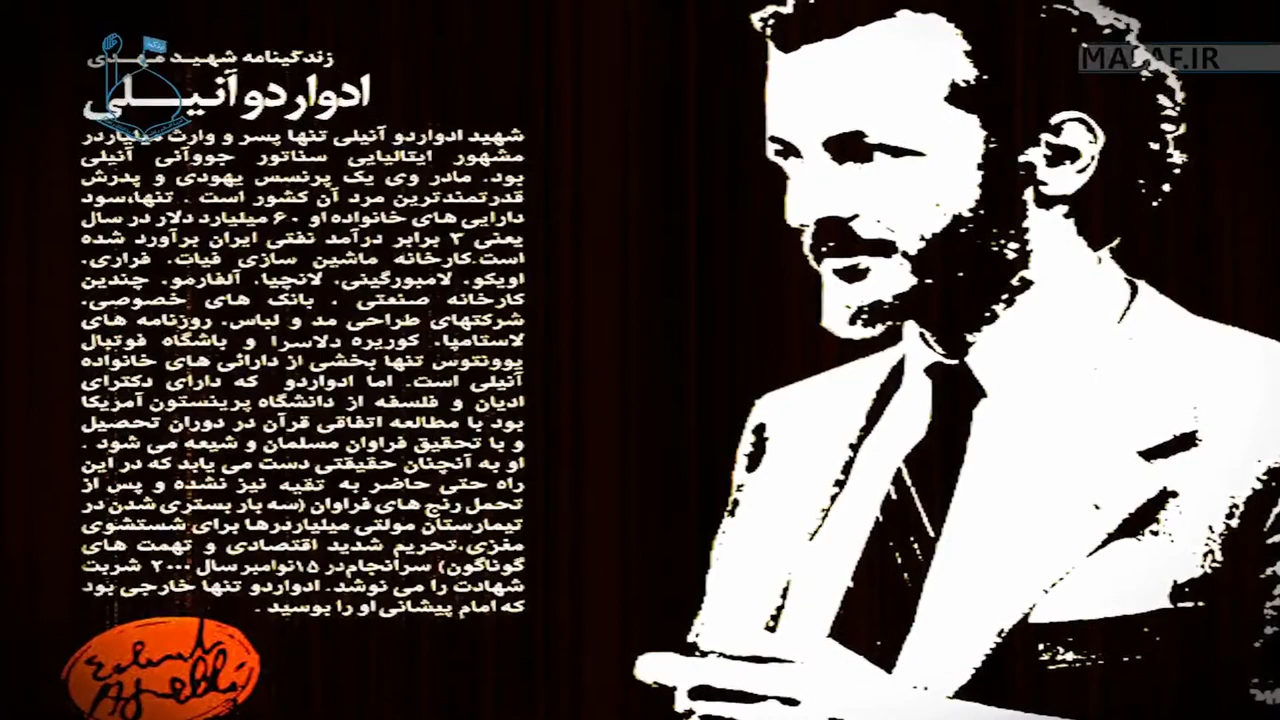 MASAF.IR
زندگینامه شهید مهدی
ادواردو آنیلی
شهید ادواردو آنیلی تنها پسر و وارث میلیاردر
مشهور ایتالیایی سناتور جووآنی آنیلی
بود. مادر وی یک پرنسس یهودی و پدرش
قدرتمندترین مرد آن کشور است . تنها،سود
دارایی های خانواده او ۶۰ میلیارد دلار در سال
یعنی ۳ برابر درآمد نفتی ایران برآورد شده
است.کارخانه ماشین سازی فیات. فراری.
اویکو. لامبورگینی. لانچیا. آلفارمو. چندین
کارخانه صنعتی . بانک های خصوصی.
شرکتهای طراحی مد و لباس. روزنامه های
لاستامپا. کوریره دلاسرا و باشگاه فوتبال
یوونتوس تنها بخشی از دارائی های خانواده
آنیلی است. اما ادواردو که دارای دکترای
ادیان و فلسفه از دانشگاه پرینستون آمریکا
بود با مطالعه اتفاقی قرآن در دوران تحصیل
و با تحقیق فراوان مسلمان و شیعه می شود .
او به آنچنان حقیقتی دست می یابد که در این
راه حتی حاضر به تقیه نیز نشده و پس از
تحمل رنج های فراوان (سه بار بستری شدن در
تیمارستان مولتی میلیاردرها برای شستشوی
مغزی،تحریم شدید اقتصادی و تهمت های
گوناگون) سرانجام‌در ۱۵نوامبر سال ۲۰۰۰ شربت
شهادت را می نوشد. ادواردو تنها خارجی بود
که امام پیشانی او را بوسید .